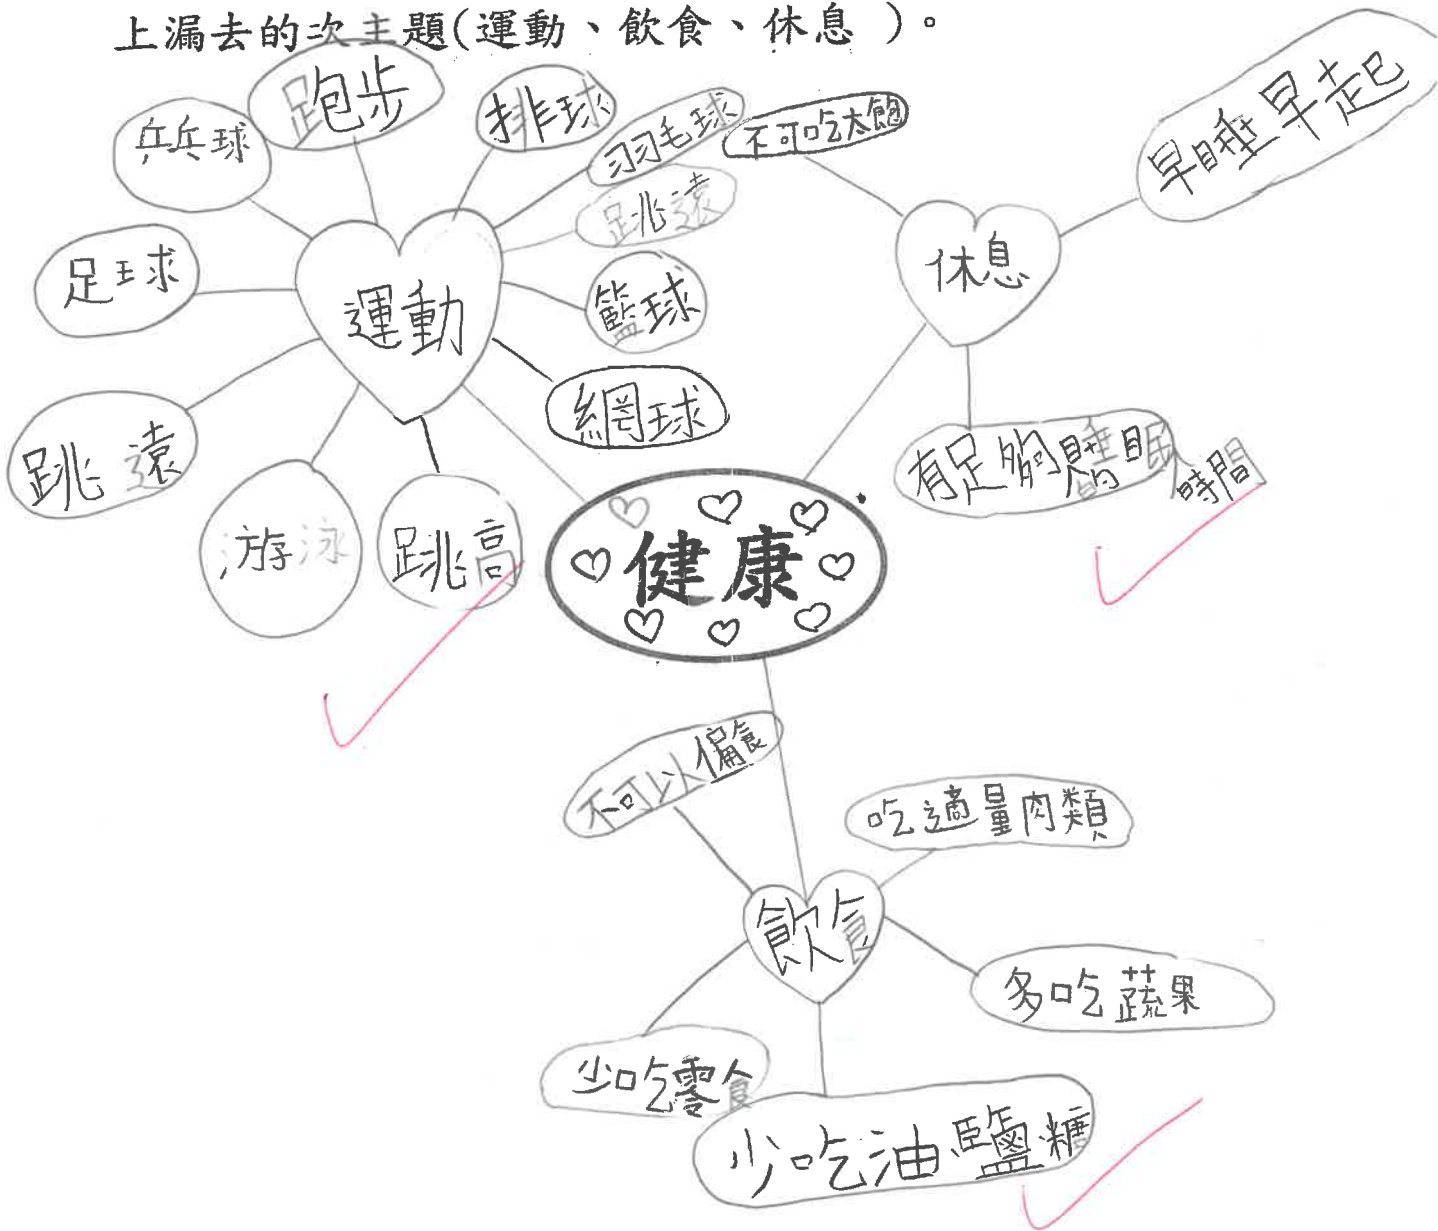 上漏去的次主題(運動、飲食、休息 )。
跑步
排球
乒乓球
羽毛球
不可吃太飽
早睡早起
跳遠
足球
運動
籃球
休息
網球
跳遠
有足夠睡眠
時間
游泳
跳高
健康
不可以偏食
吃適量肉類
飲食
多吃蔬果
少吃零食
少吃油鹽糖